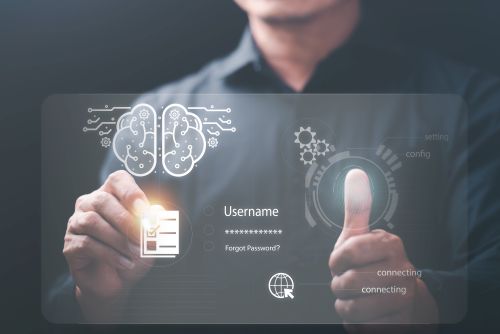 setting
config
Username
************
Forgot Password?
connecting
connecting